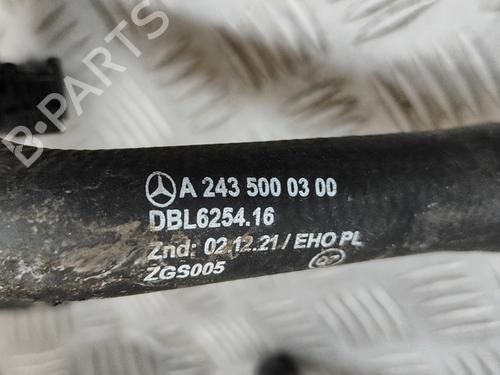 B-PARTS
A 243 500 03 00
DBL6254.16
Znd: 02.12.21 / EHO PL
ZGS005